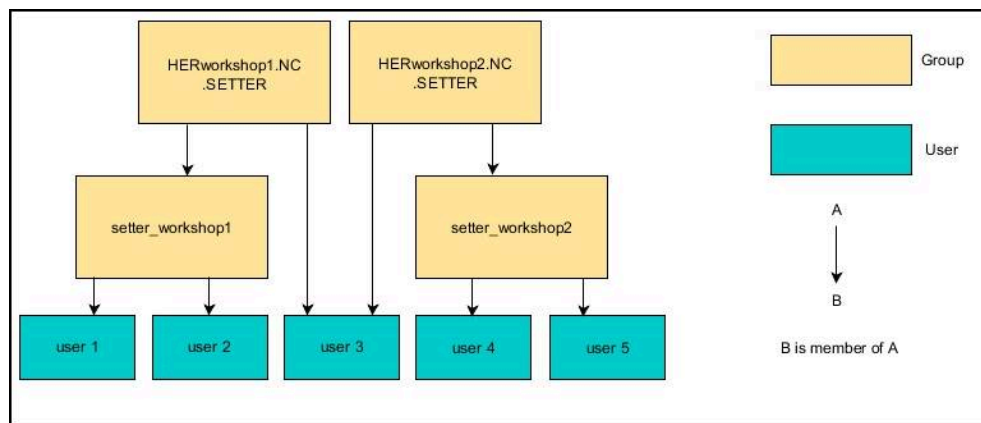 HERworkshop1.NC
.SETTER
HERworkshop2.NC
.SETTER
Group
User
setter_workshop1
setter_workshop2
A
B
user 1
user 2
user 3
user 4
user 5
B is member of A